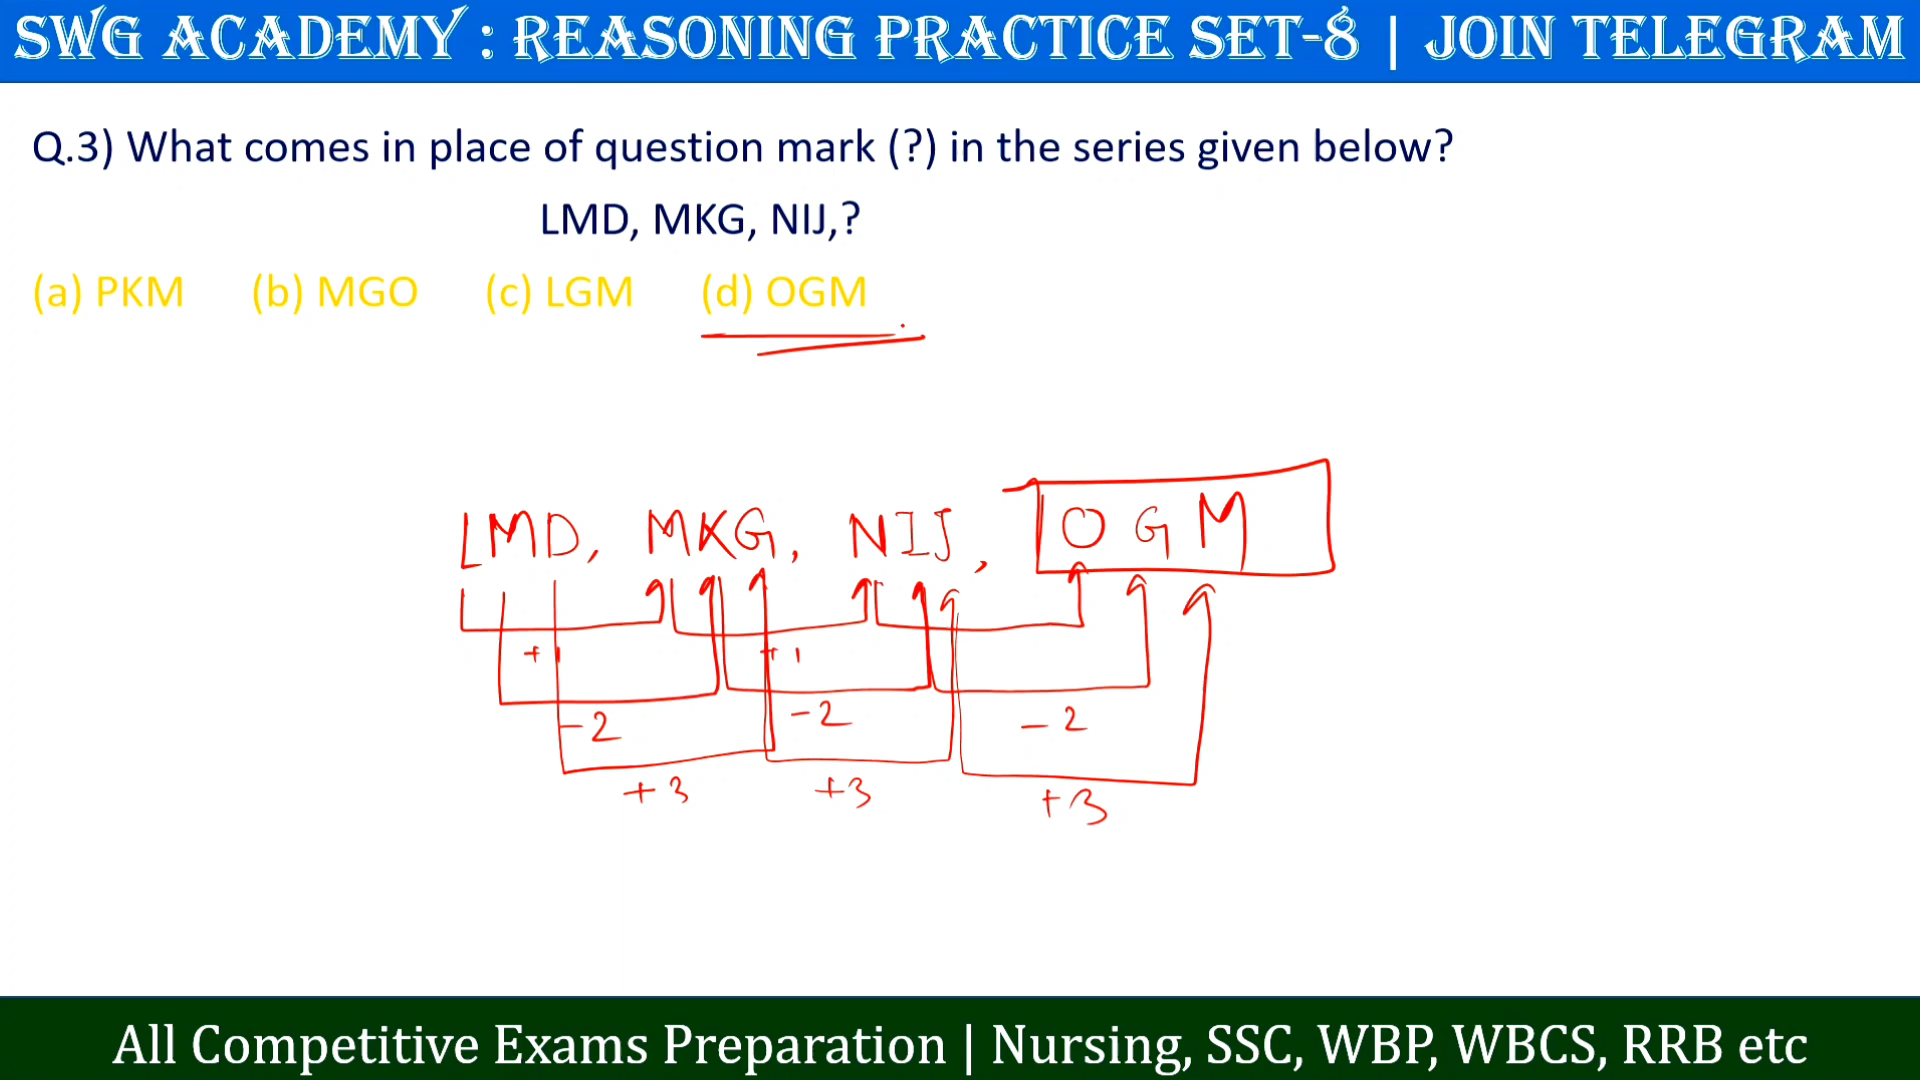 SWG ACADEMY : REASONING PRACTICE SET-8 | JOIN TELEGRAM
Q.3) What comes in place of question mark (?) in the series given below?
LMD, MKG, NIJ,?
(a) PKM (b) MGO (c) LGM (d) OGM
LMD, MKG, NIJ, OGM
+1 +1
-2 -2 -2
+3 +3 +3
All Competitive Exams Preparation | Nursing, SSC, WBP, WBCS, RRB etc